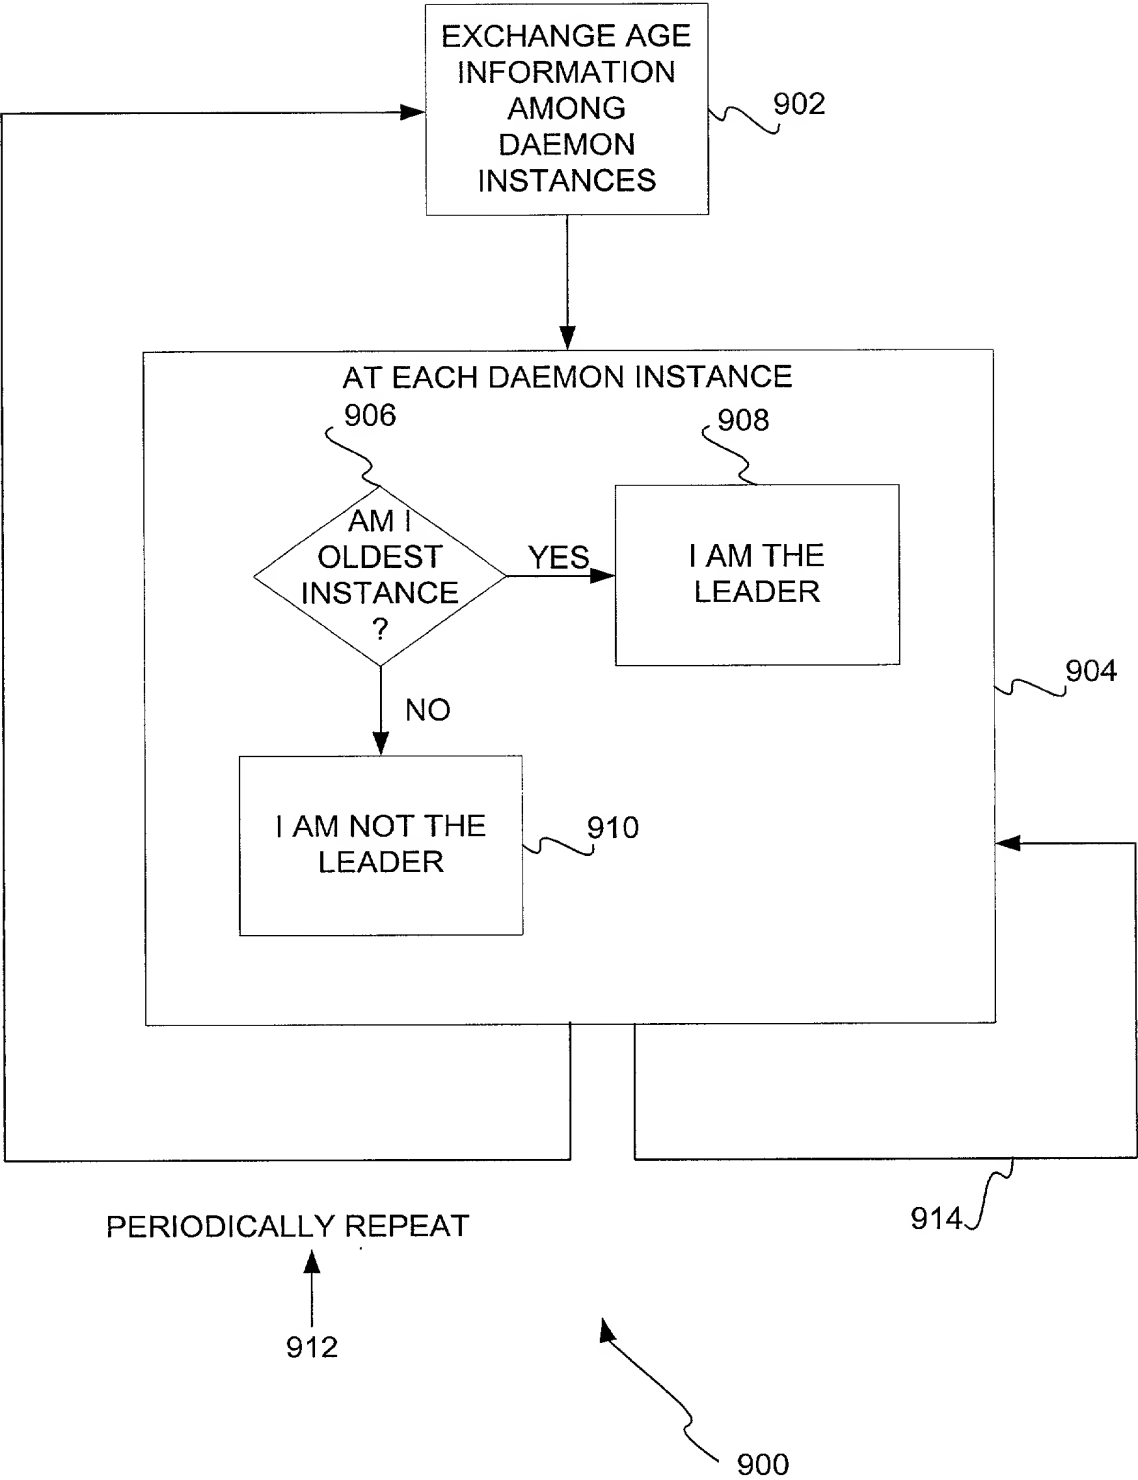 EXCHANGE AGE
INFORMATION
AMONG
DAEMON
INSTANCES
902
AT EACH DAEMON INSTANCE
906
908
AM I
OLDEST
INSTANCE
?
YES
I AM THE
LEADER
904
NO
I AM NOT THE
LEADER
910
914
PERIODICALLY REPEAT
912
900